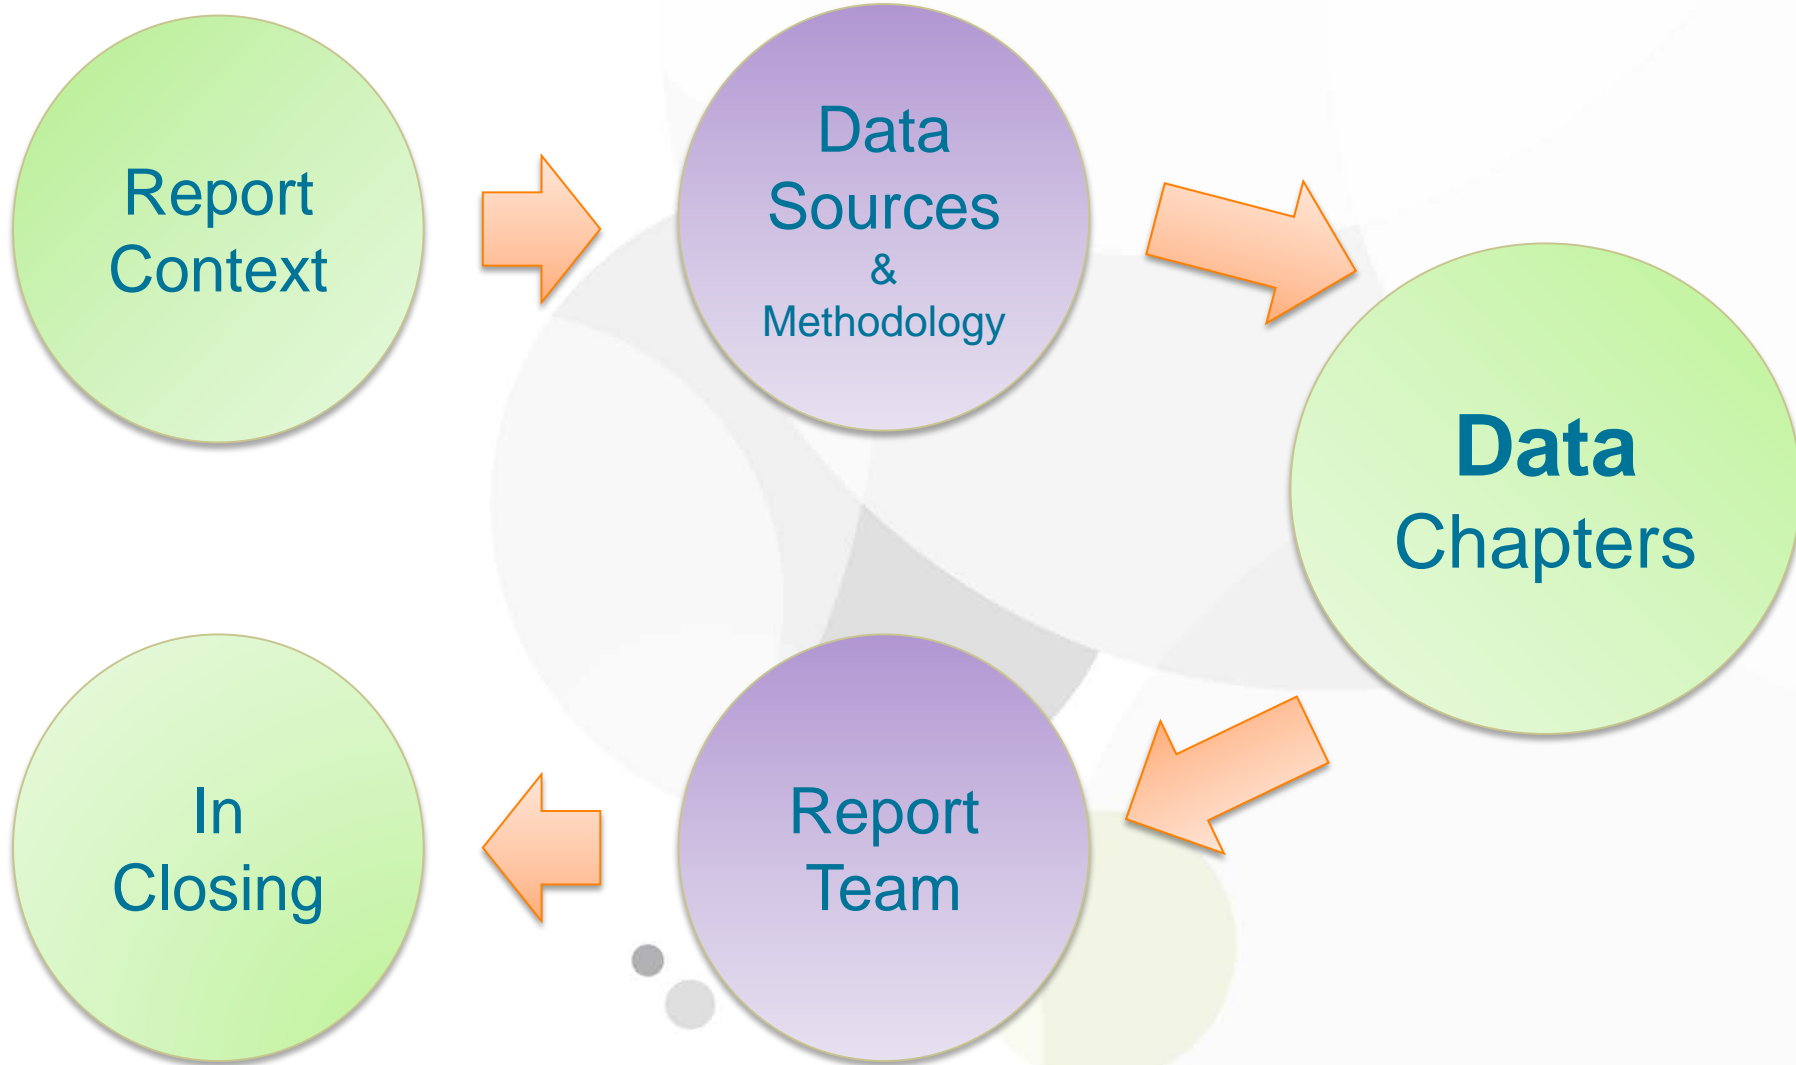 Report
Context
Data
Sources
&
Methodology
Data
Chapters
Report
Team
In
Closing